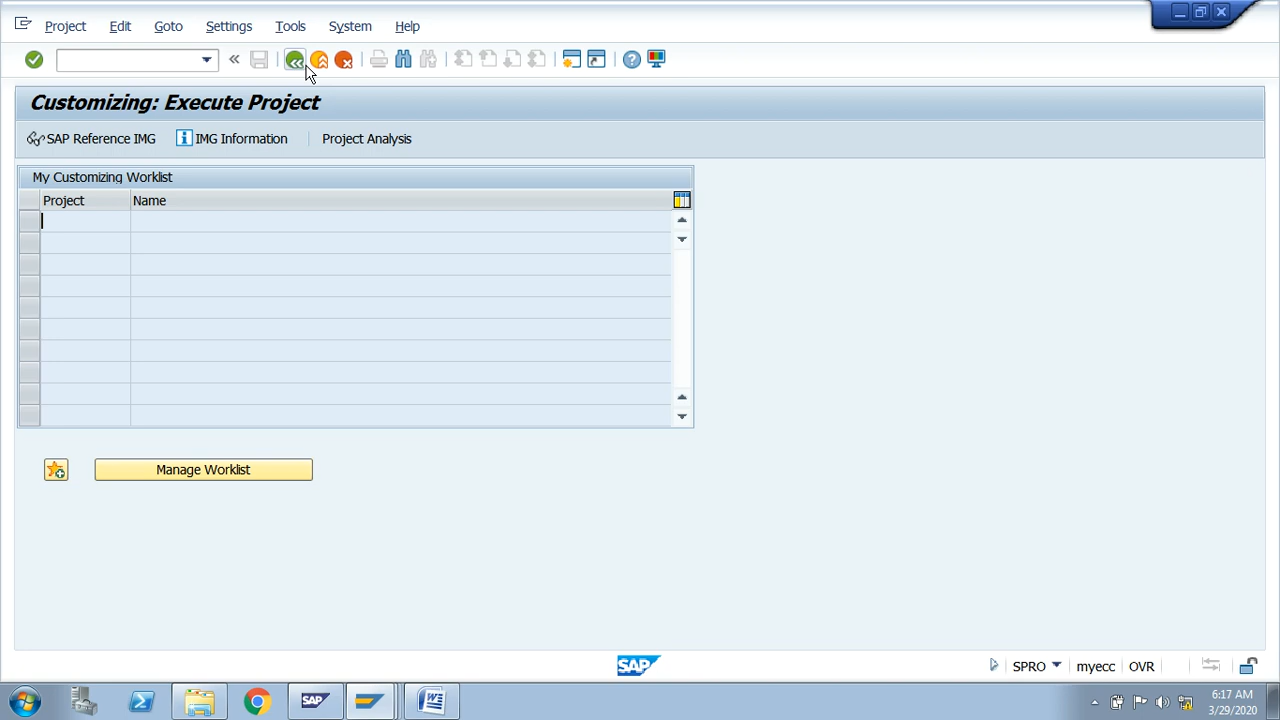 Project Edit Goto Settings Tools System Help
Customizing: Execute Project
SAP Reference IMG IMG Information Project Analysis
My Customizing Worklist
Project Name
Manage Worklist
SAP SPRO myecc OVR
SAP 6:17 AM
3/29/2020